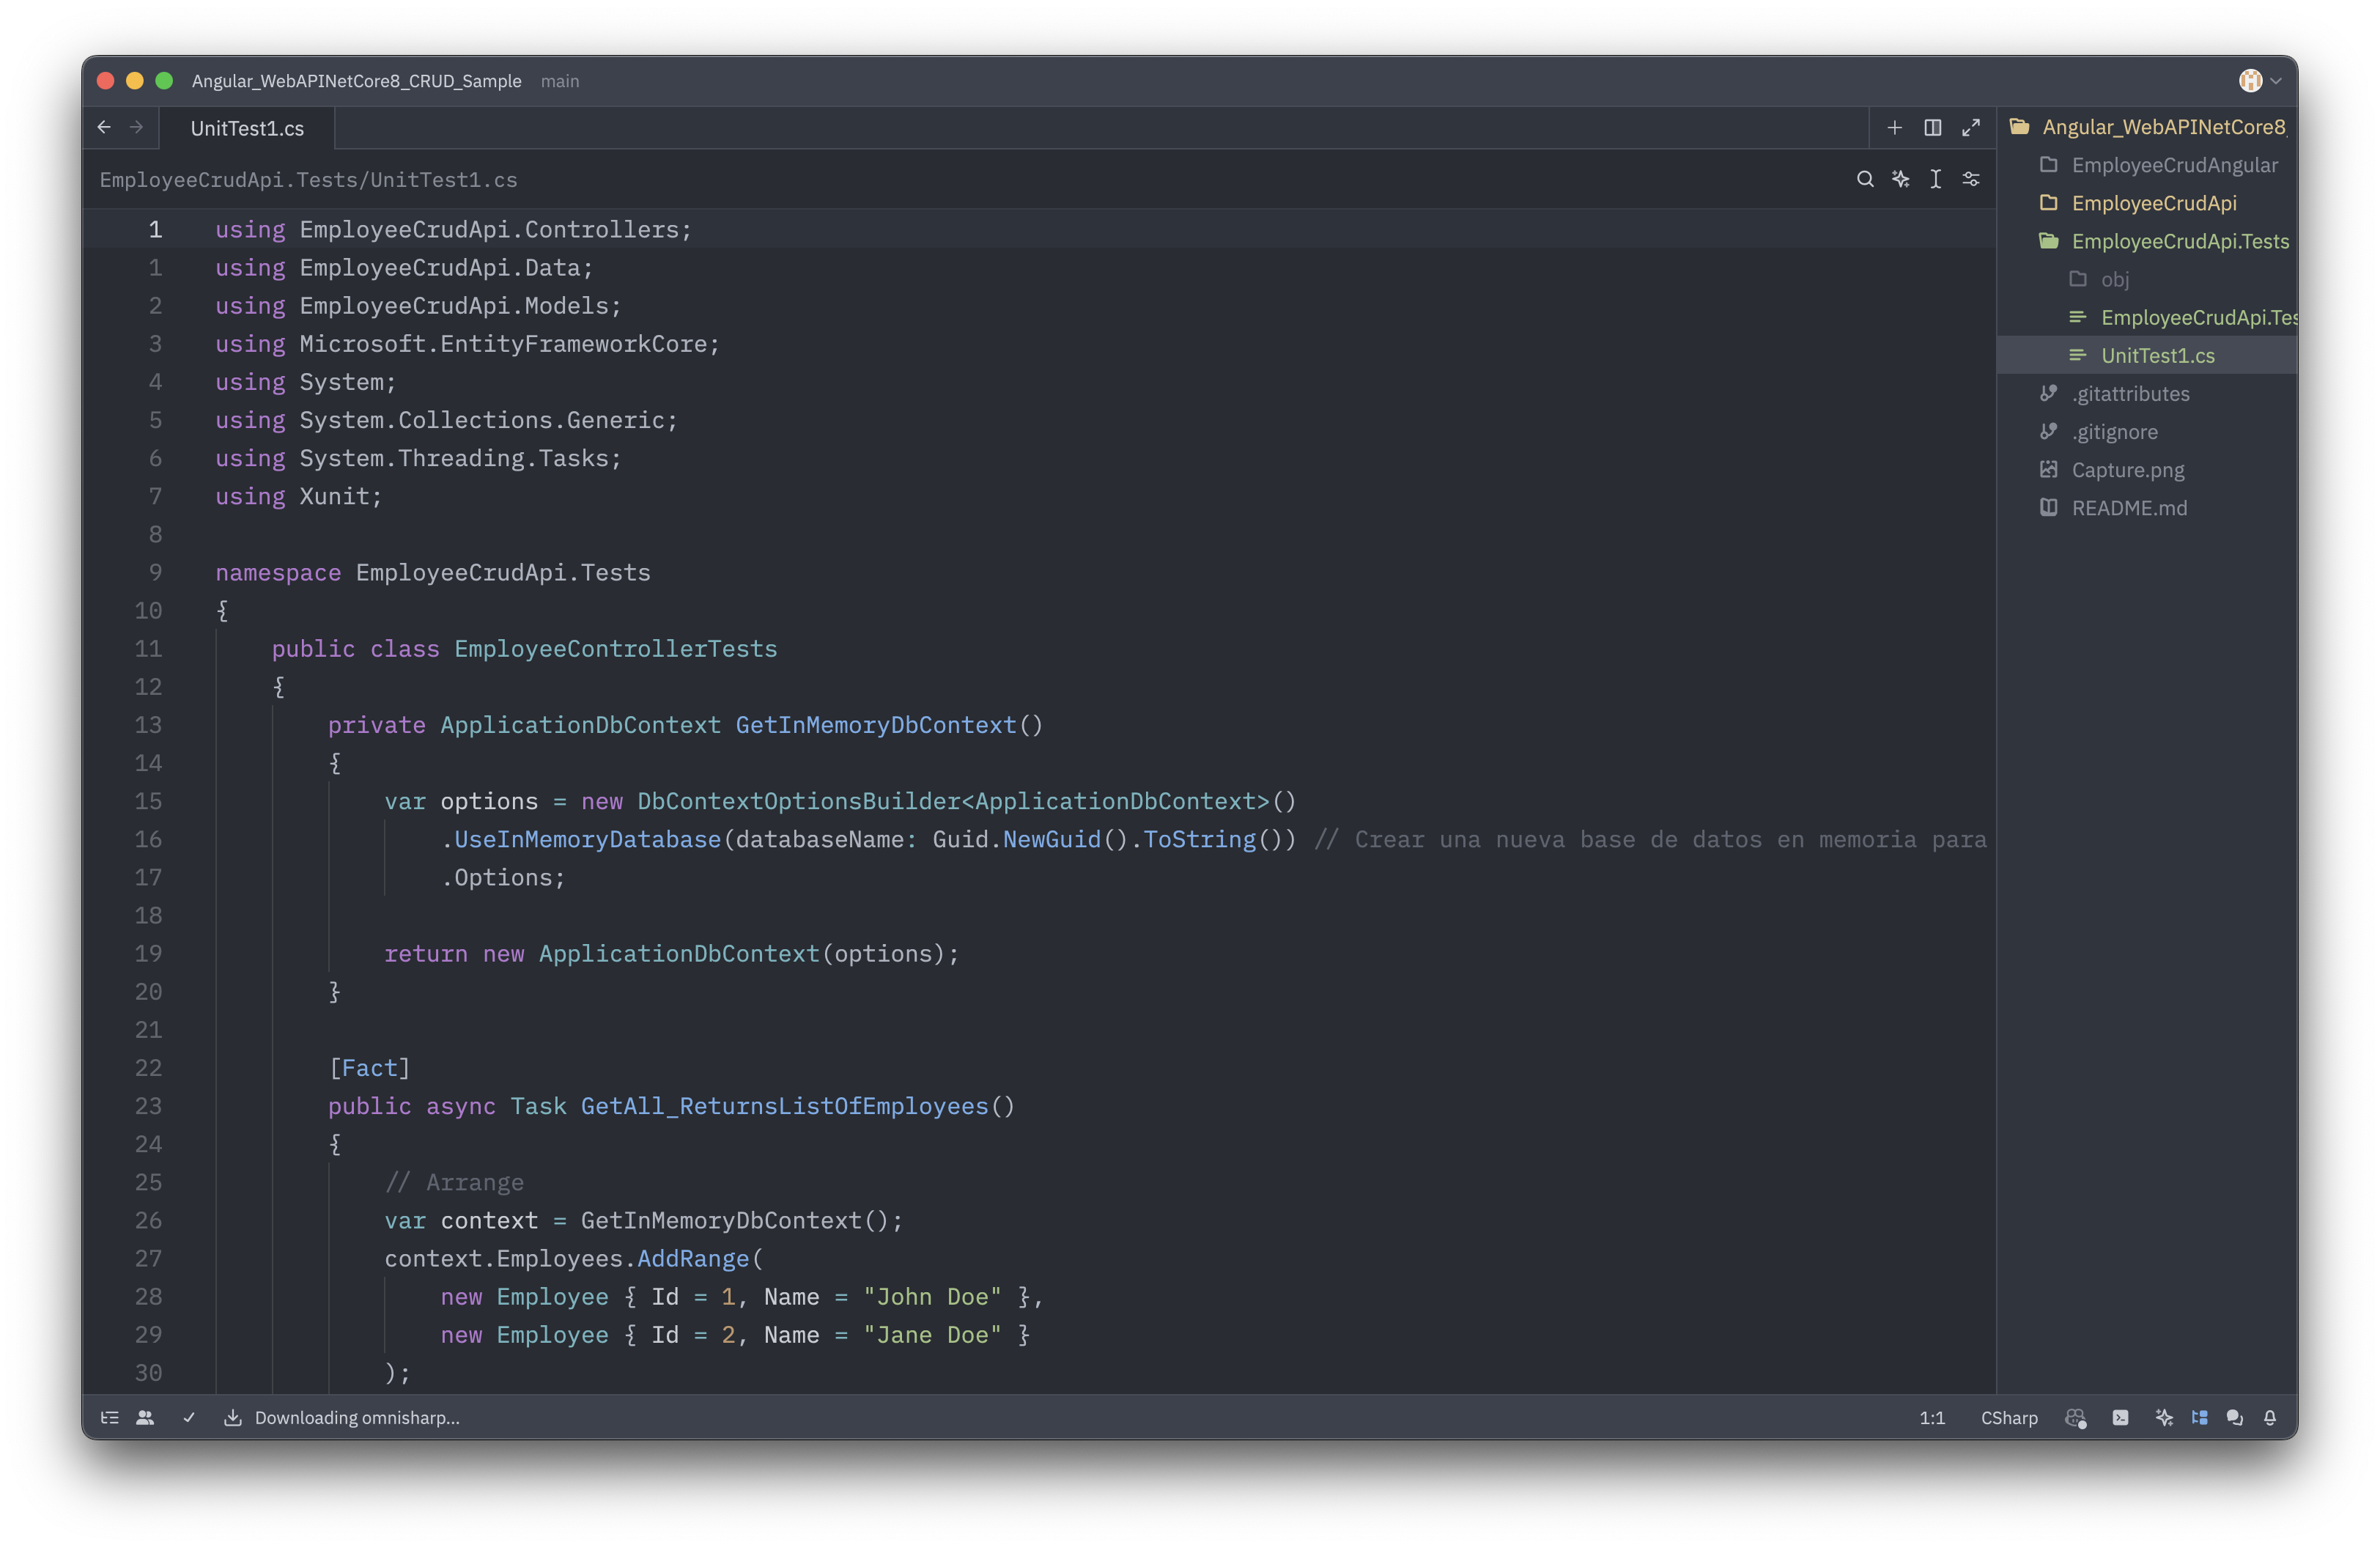 Angular_WebAPINetCore8_CRUD_Sample main
UnitTest1.cs
EmployeeCrudApi.Tests/UnitTest1.cs
1 using EmployeeCrudApi.Controllers;
1 using EmployeeCrudApi.Data;
2 using EmployeeCrudApi.Models;
3 using Microsoft.EntityFrameworkCore;
4 using System;
5 using System.Collections.Generic;
6 using System.Threading.Tasks;
7 using Xunit;
8
9 namespace EmployeeCrudApi.Tests
10 {
11     public class EmployeeControllerTests
12     {
13         private ApplicationDbContext GetInMemoryDbContext()
14         {
15             var options = new DbContextOptionsBuilder<ApplicationDbContext>()
16                 .UseInMemoryDatabase(databaseName: Guid.NewGuid().ToString()) // Crear una nueva base de datos en memoria para
17                 .Options;
18
19             return new ApplicationDbContext(options);
20         }
21
22         [Fact]
23         public async Task GetAll_ReturnsListOfEmployees()
24         {
25             // Arrange
26             var context = GetInMemoryDbContext();
27             context.Employees.AddRange(
28                 new Employee { Id = 1, Name = "John Doe" },
29                 new Employee { Id = 2, Name = "Jane Doe" }
30             );
Angular_WebAPINetCore8_
EmployeeCrudAngular
EmployeeCrudApi
EmployeeCrudApi.Tests
obj
EmployeeCrudApi.Tes
UnitTest1.cs
.gitattributes
.gitignore
Capture.png
README.md
Downloading omnisharp... 1:1 CSharp